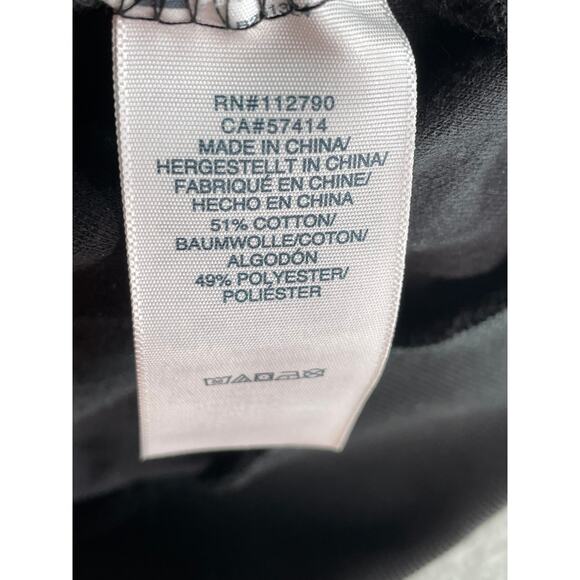 RN#112790
CA#57414
MADE IN CHINA/
HERGESTELLT IN CHINA/
FABRIQUÉ EN CHINE/
HECHO EN CHINA
51% COTTON/
BAUMWOLLE/COTON/
ALGODÓN
49% POLYESTER/
POLIÉSTER